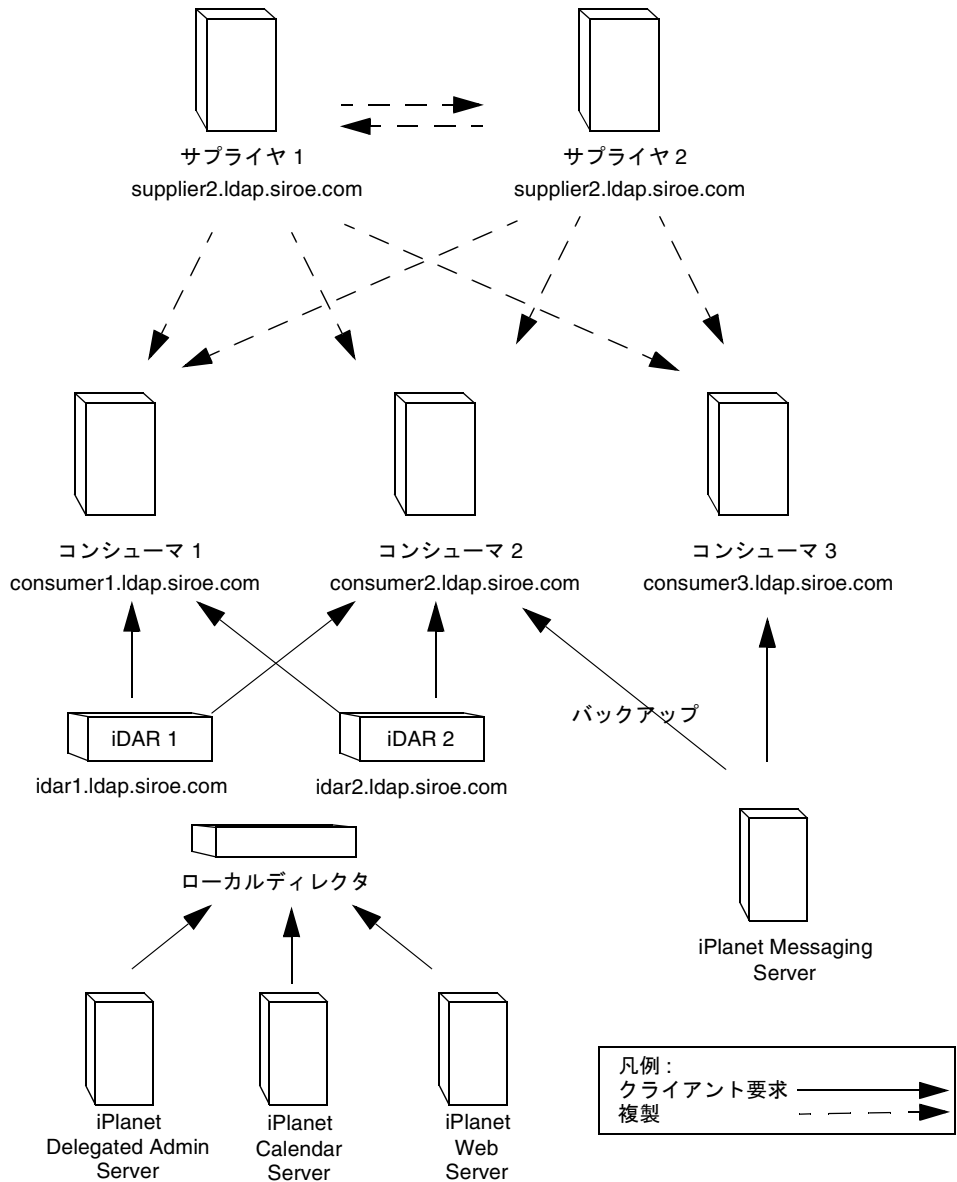 サプライヤ 1
supplier2.ldap.siroe.com
サプライヤ 2
supplier2.ldap.siroe.com
コンシューマ 1
consumer1.ldap.siroe.com
コンシューマ 2
consumer2.ldap.siroe.com
コンシューマ 3
consumer3.ldap.siroe.com
バックアップ
iDAR 1
idar1.ldap.siroe.com
iDAR 2
idar2.ldap.siroe.com
ローカルディレクタ
iPlanet Messaging
Server
iPlanet
Delegated Admin
Server
iPlanet
Calendar
Server
iPlanet
Web
Server
凡例 :
クライアント要求
複製